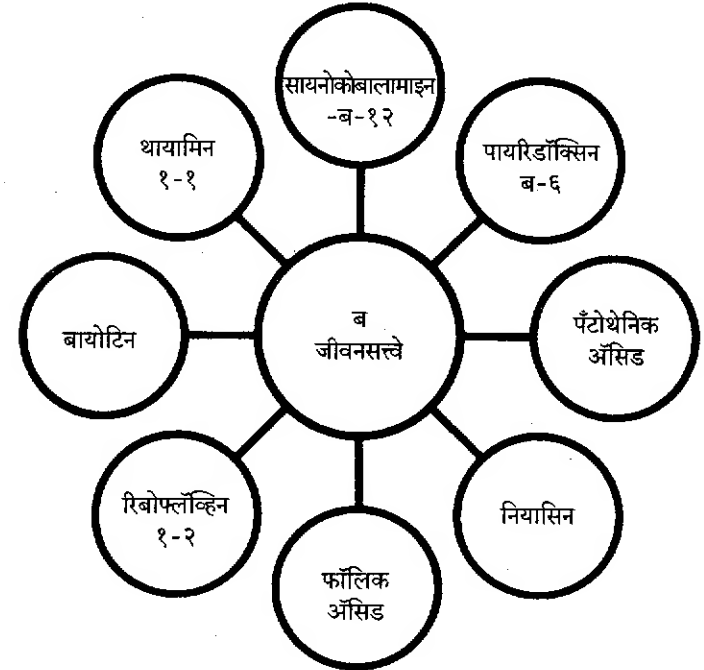 सायनोकोबालामाइन
-ब-१२
थायामिन
१-१
पायरिडॉक्सिन
ब-६
ब
जीवनसत्त्वे
बायोटिन
पँटोथेनिक
ॲसिड
रिबोफ्लॅव्हिन
१-२
नियासिन
फॉलिक
ॲसिड